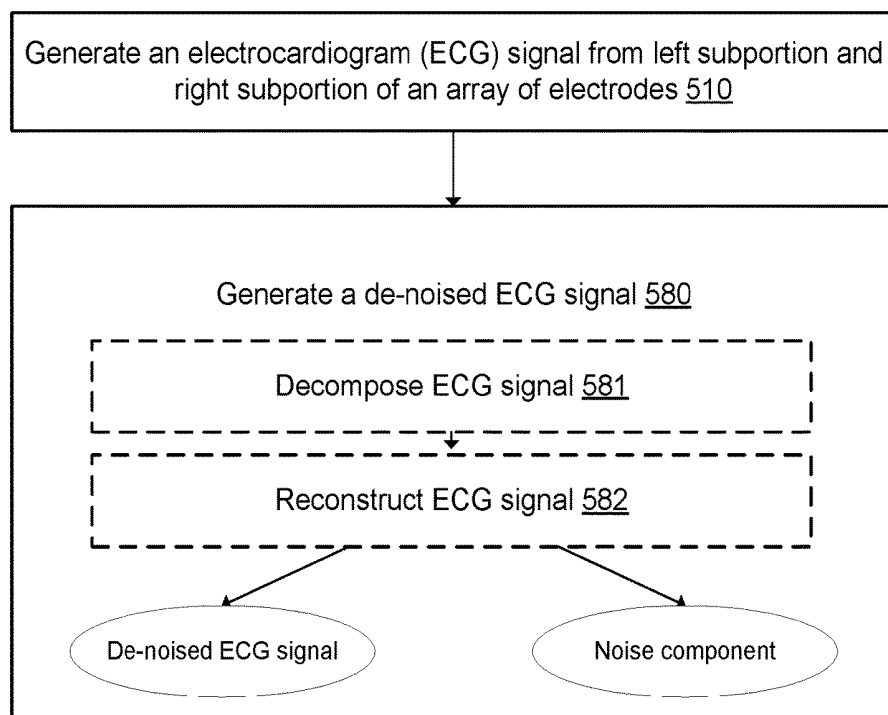 Generate an electrocardiogram (ECG) signal from left subportion and
right subportion of an array of electrodes 510
Generate a de-noised ECG signal 580
Decompose ECG signal 581
Reconstruct ECG signal 582
De-noised ECG signal
Noise component